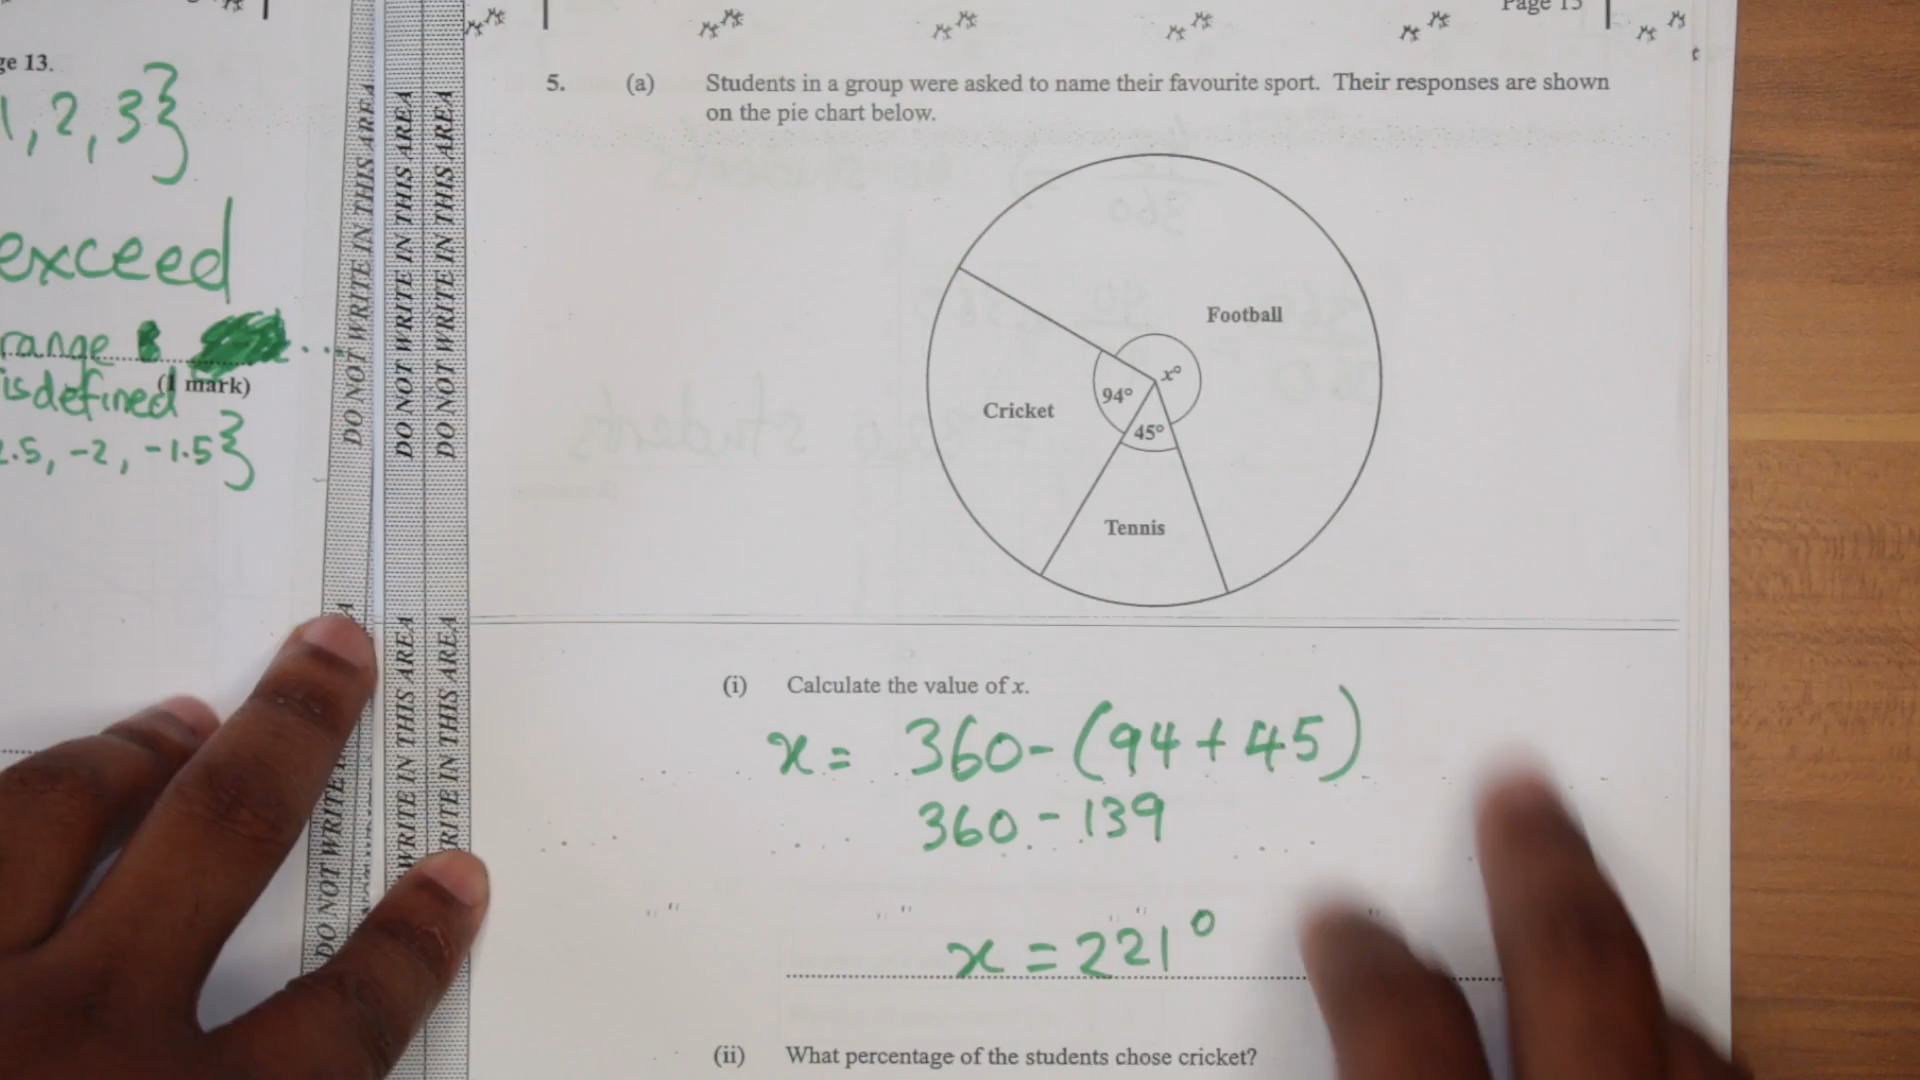 Page 15
ge 13.
1, 2, 3}
exceed
range
(1 mark)
is defined
2.5, -2, -1.5}
DO NOT WRITE IN THIS AREA
DO NOT WRITE IN THIS AREA
DO NOT WRITE IN THIS AREA
DO NOT WRITE
WRITE IN THIS AREA
RITE IN THIS AREA
5. (a) Students in a group were asked to name their favourite sport. Their responses are shown
on the pie chart below.
Football
x°
94°
Cricket
45°
Tennis
(i) Calculate the value of x.
x = 360 - (94 + 45)
360 - 139
x = 221°
(ii) What percentage of the students chose cricket?